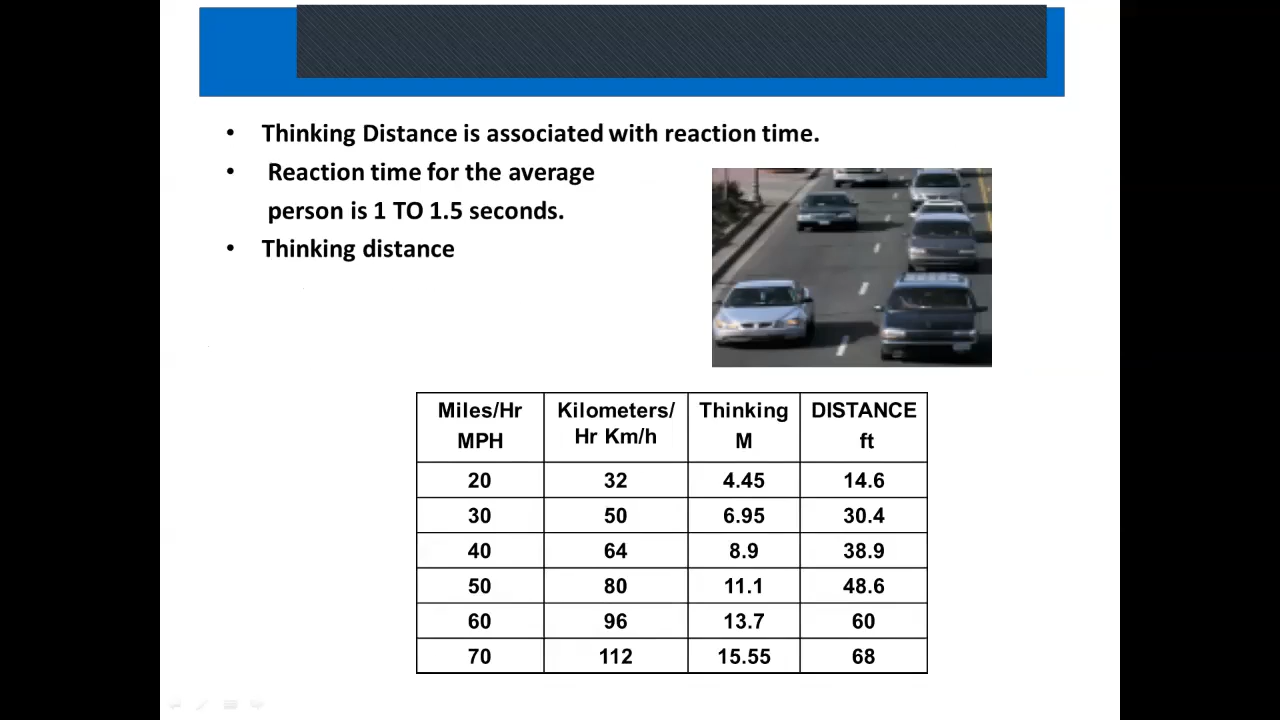 • Thinking Distance is associated with reaction time.
• Reaction time for the average
person is 1 TO 1.5 seconds.
• Thinking distance
Miles/Hr MPH Kilometers/ Hr Km/h Thinking M DISTANCE ft
20 32 4.45 14.6
30 50 6.95 30.4
40 64 8.9 38.9
50 80 11.1 48.6
60 96 13.7 60
70 112 15.55 68